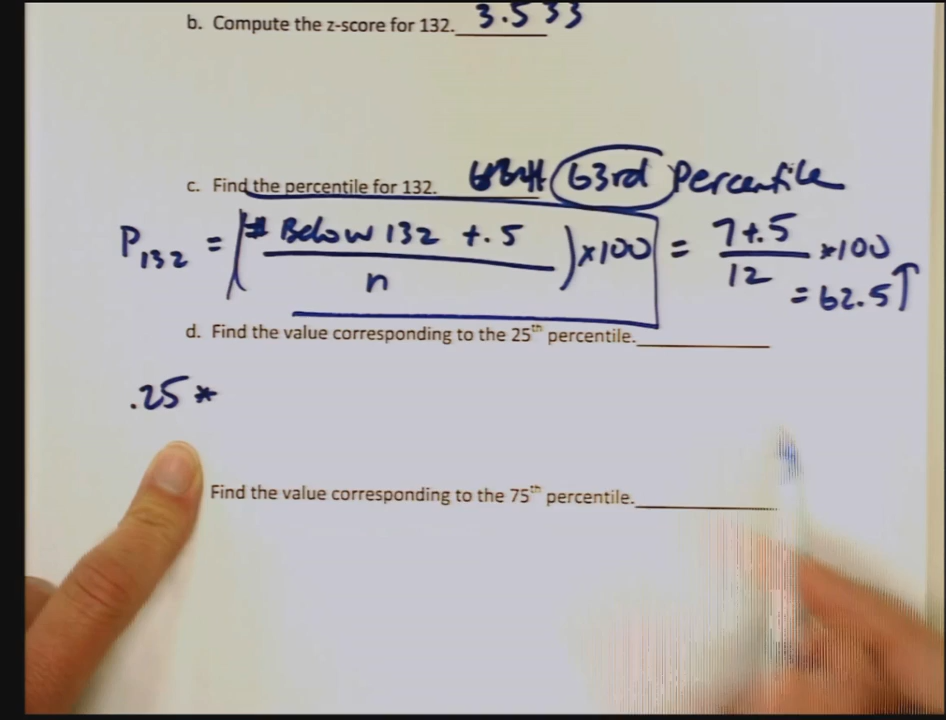 b. Compute the z-score for 132. 3.533
c. Find the percentile for 132. 63rd Percentile
P132 = (# Below 132 +.5 / n) *100 = 7+.5 / 12 *100
= 62.5↑
d. Find the value corresponding to the 25th percentile.
.25 *
Find the value corresponding to the 75th percentile.